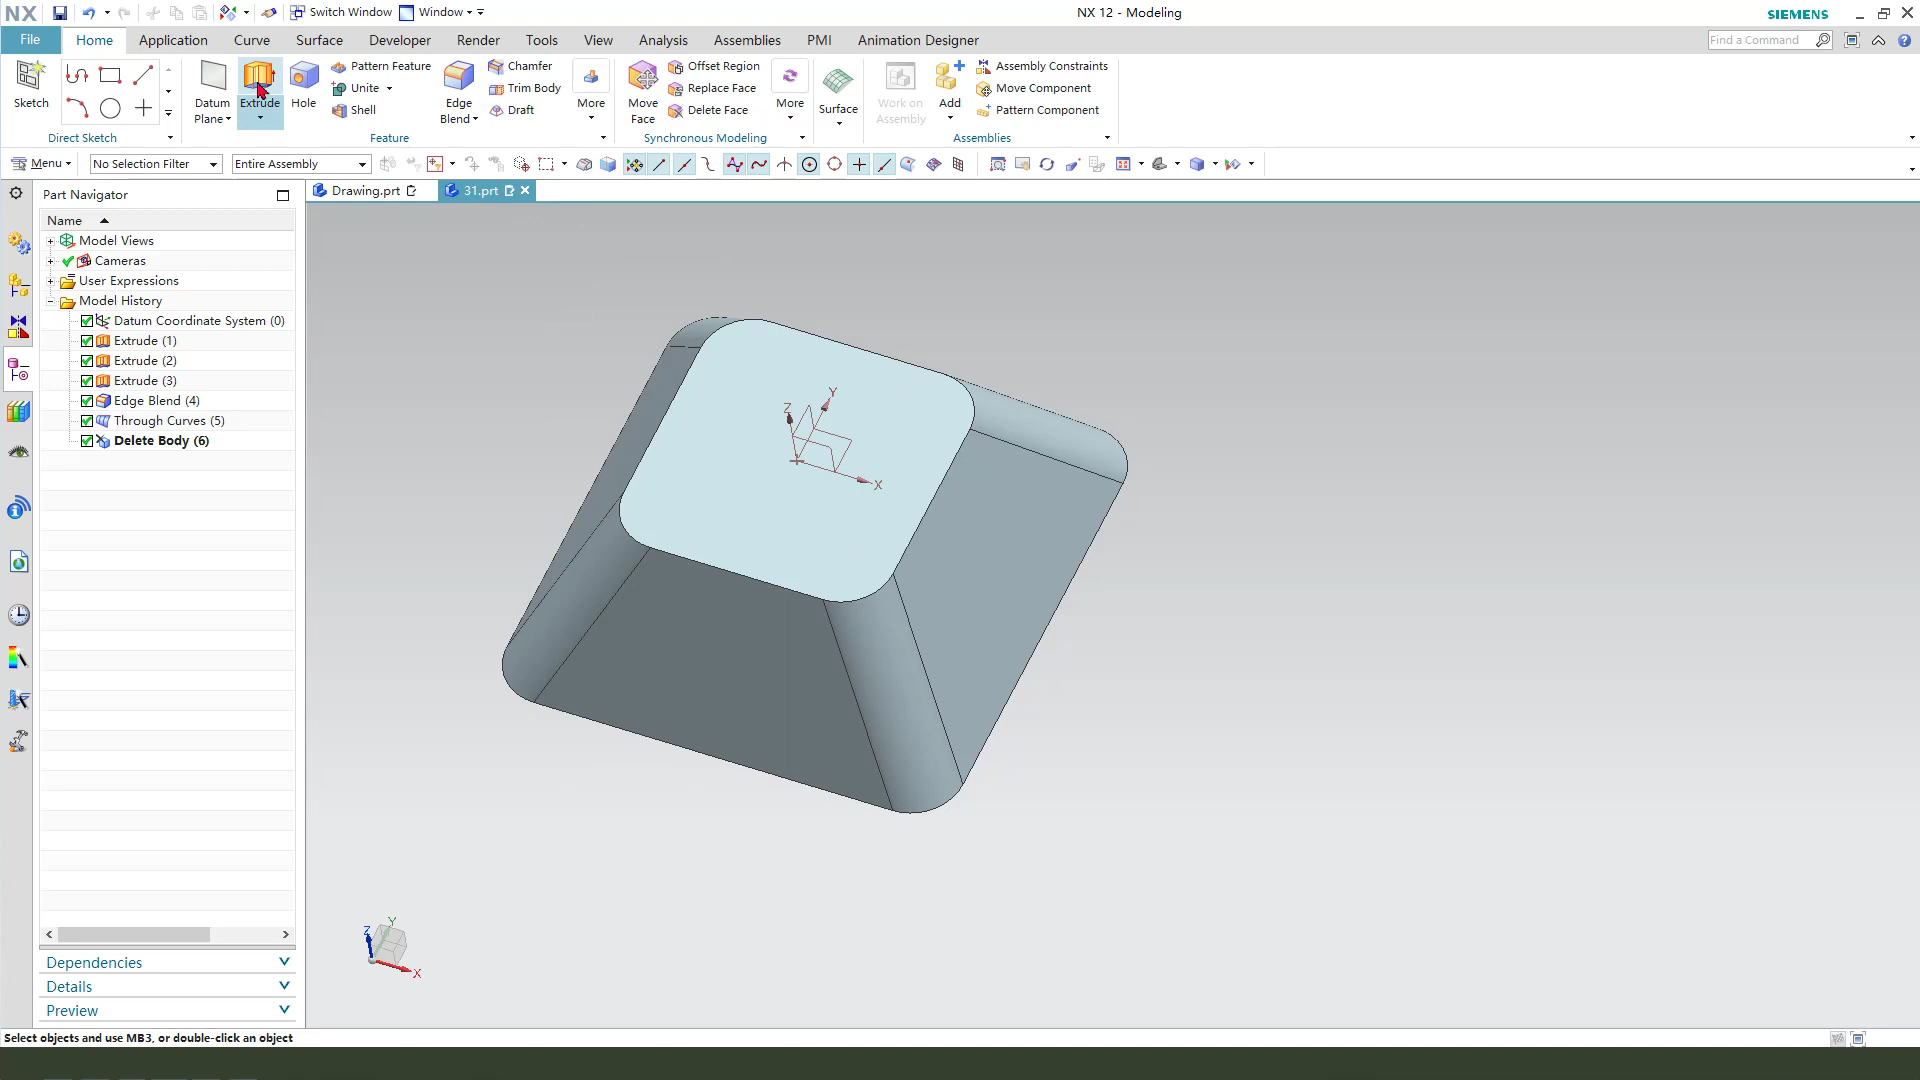 NX Switch Window Window NX 12 - Modeling SIEMENS
File Home Application Curve Surface Facet Developer Render Tools View Analysis Assemblies PMI Animation Designer Find a Command
Pattern Feature Chamfer Offset Region Assembly Constraints
Unite Trim Body Replace Face Move Component
Sketch Datum Plane Extrude Hole Shell Edge Blend Draft More Move Face Delete Face More Surface Work on Assembly Add Pattern Component
Direct Sketch Feature Synchronous Modeling Assemblies
Menu No Selection Filter Entire Assembly
Part Navigator Drawing.prt 31.prt
Name
Model Views
Cameras
User Expressions
Model History
Datum Coordinate System (0)
Extrude (1)
Extrude (2)
Extrude (3)
Edge Blend (4)
Through Curves (5)
Delete Body (6)
Y
Z
X
Y
Z
X
Dependencies
Details
Preview
Select objects and use MB3, or double-click an object